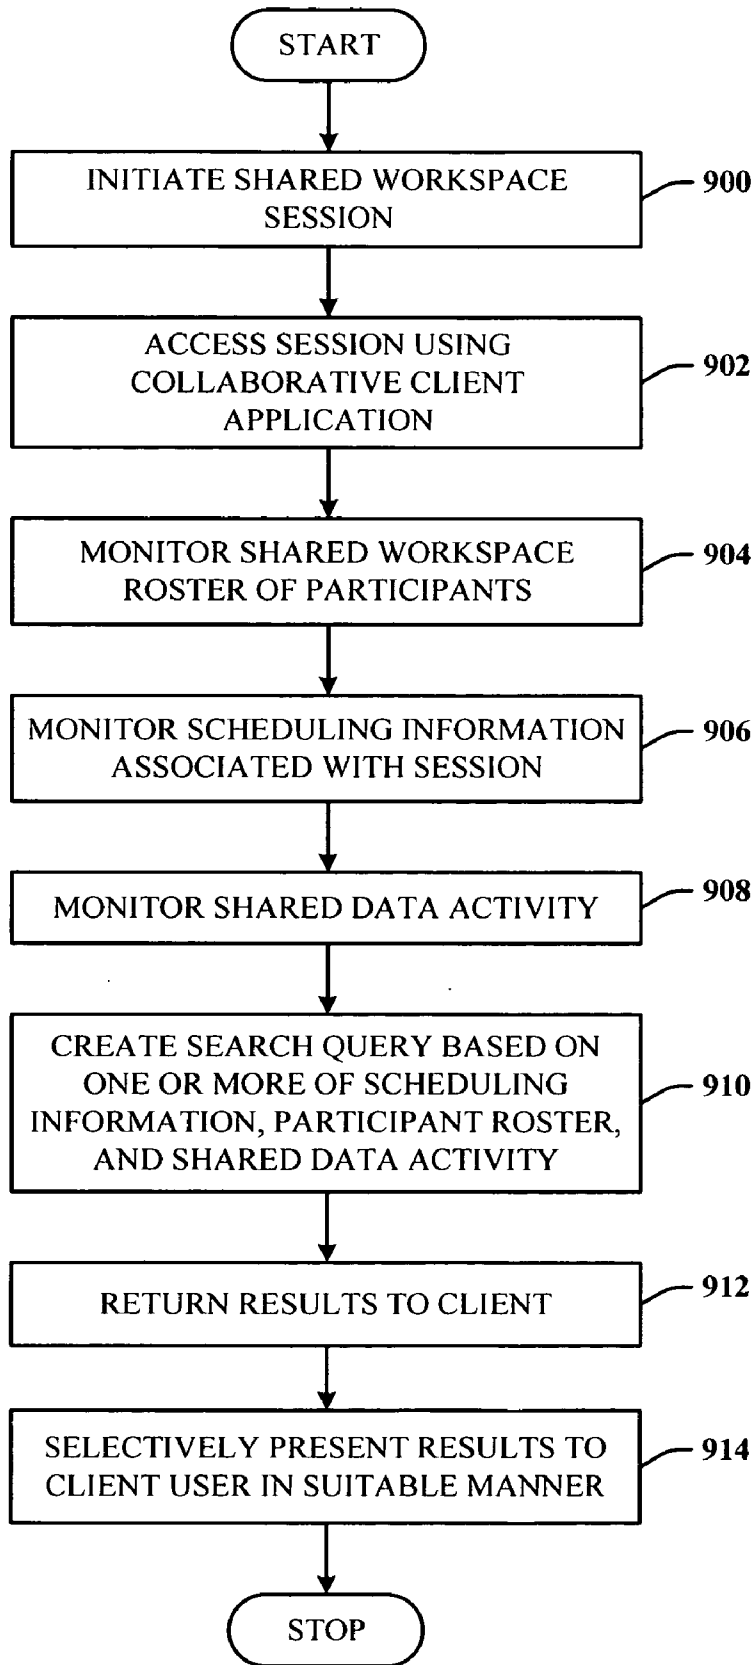 START
INITIATE SHARED WORKSPACE
SESSION
900
ACCESS SESSION USING
COLLABORATIVE CLIENT
APPLICATION
902
MONITOR SHARED WORKSPACE
ROSTER OF PARTICIPANTS
904
MONITOR SCHEDULING INFORMATION
ASSOCIATED WITH SESSION
906
MONITOR SHARED DATA ACTIVITY
908
CREATE SEARCH QUERY BASED ON
ONE OR MORE OF SCHEDULING
INFORMATION, PARTICIPANT ROSTER,
AND SHARED DATA ACTIVITY
910
RETURN RESULTS TO CLIENT
912
SELECTIVELY PRESENT RESULTS TO
CLIENT USER IN SUITABLE MANNER
914
STOP